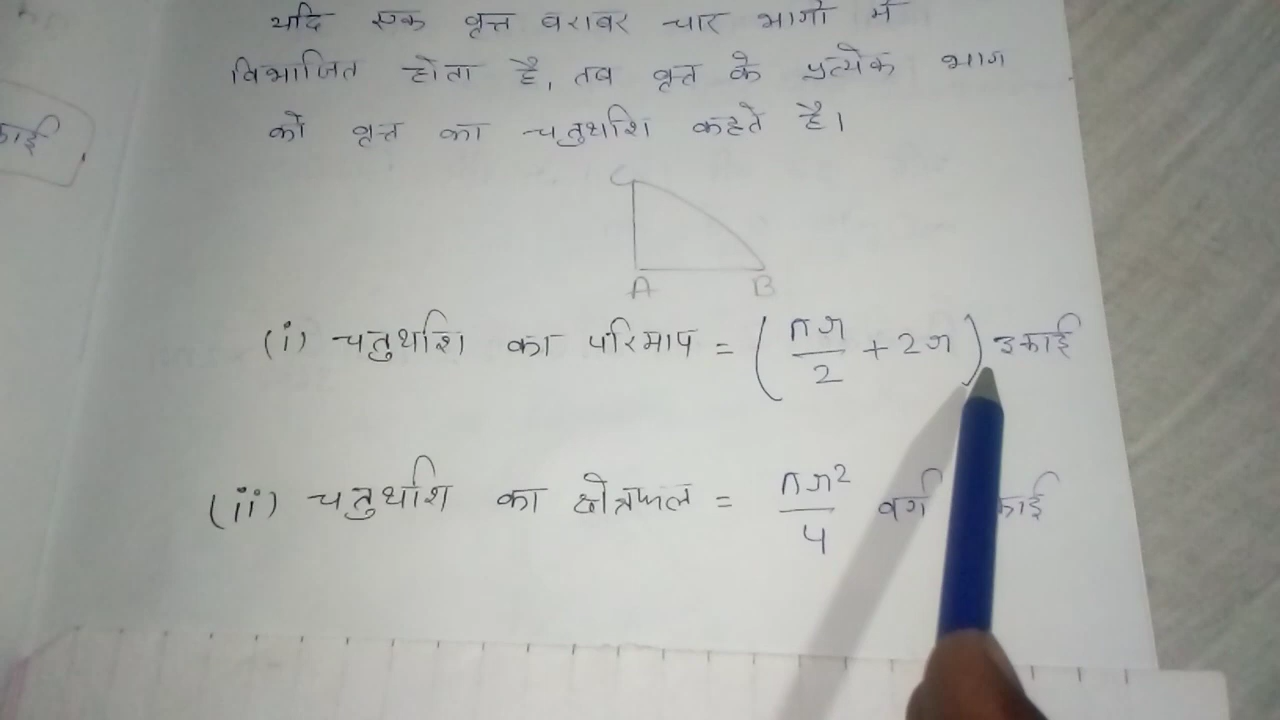 यदि एक वृत्त बराबर चार भागों में
विभाजित होता है, तब वृत्त के प्रत्येक भाग
को वृत्त का चतुर्थांश कहते है।
C
A B
(i) चतुर्थांश का परिमाप = (πr/2 + 2r) इकाई
(ii) चतुर्थांश का क्षेत्रफल = πr²/4 वर्ग काई